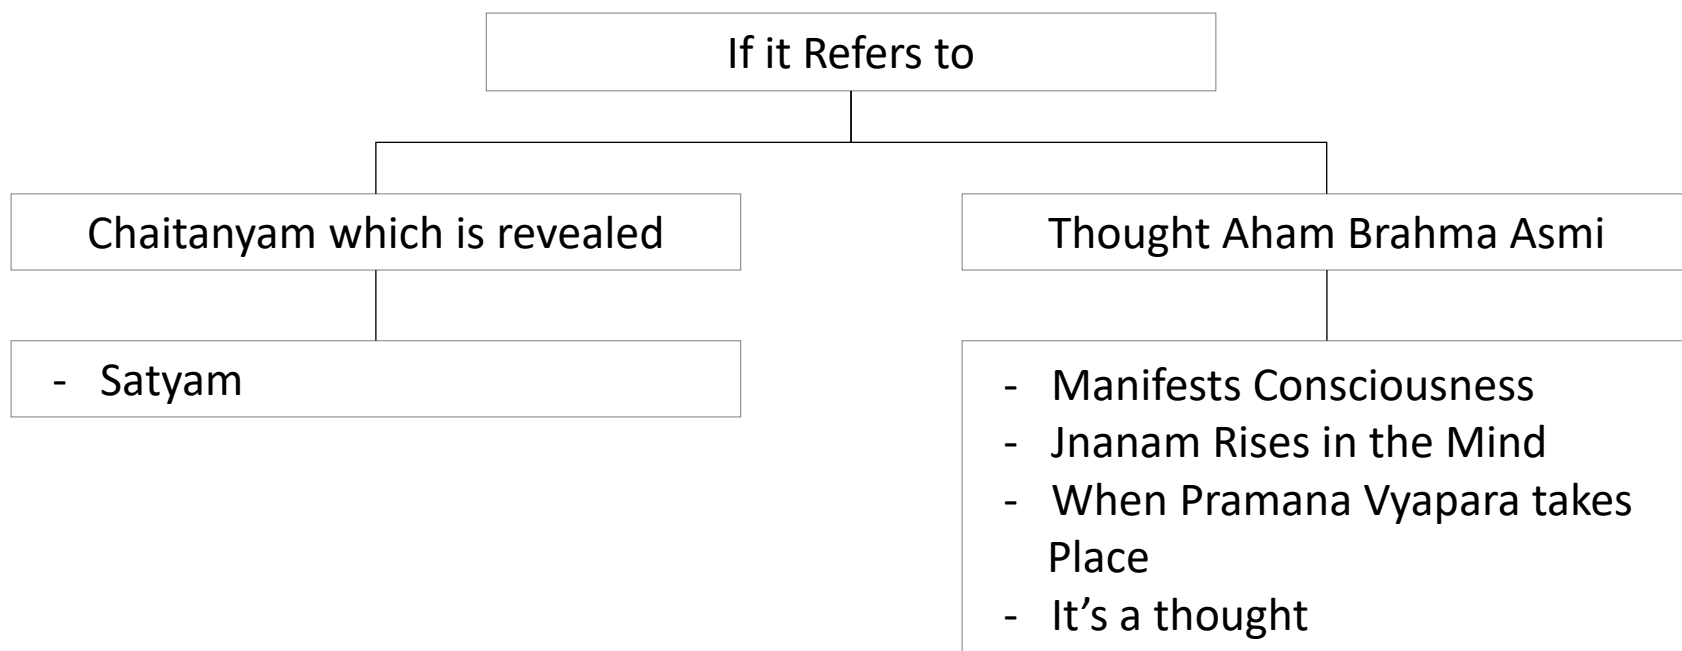 If it Refers to
Chaitanyam which is revealed
Thought Aham Brahma Asmi
- Satyam
- Manifests Consciousness
- Jnanam Rises in the Mind
- When Pramana Vyapara takes
Place
- It’s a thought